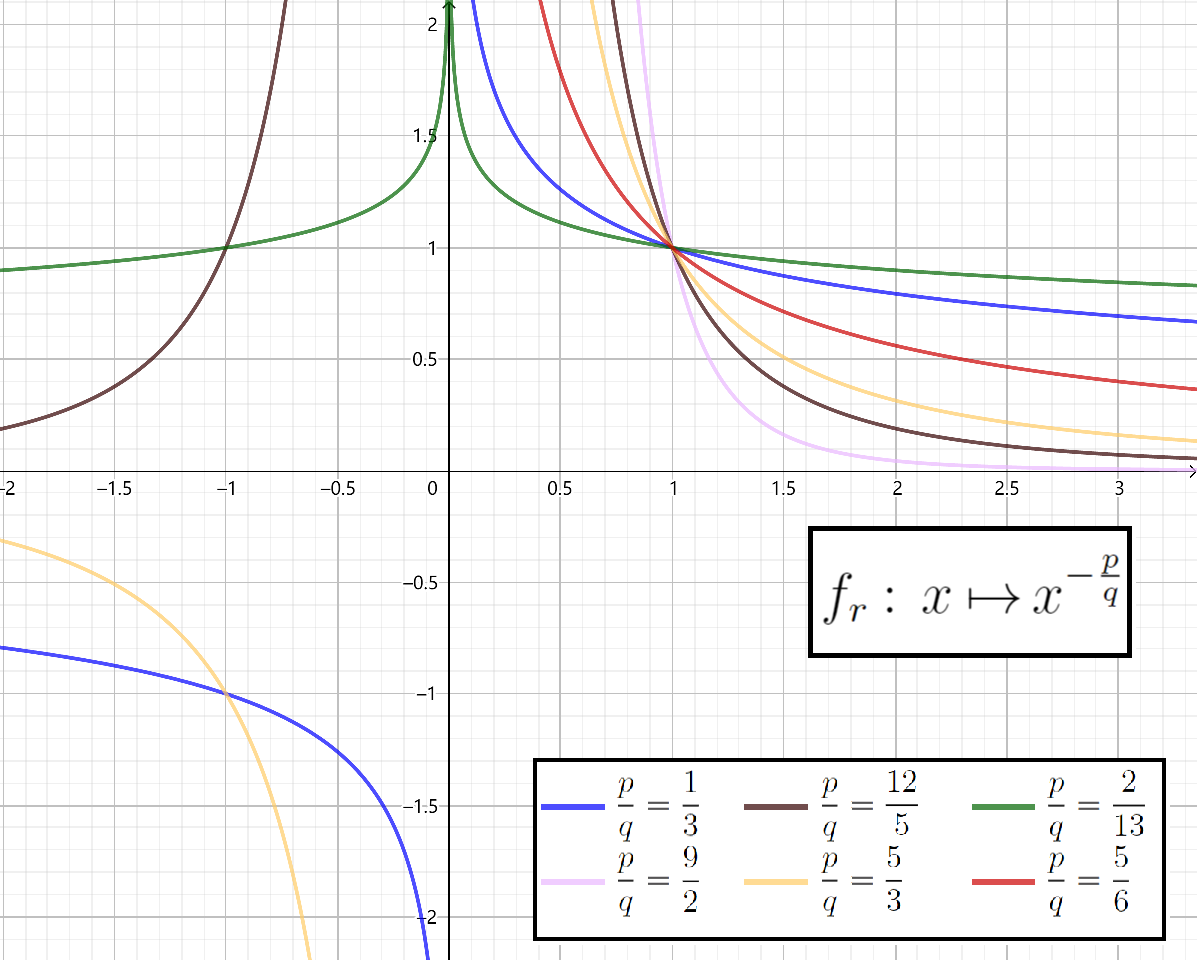 2
1.5
1
0.5
-2 −1.5 −1 −0.5 0 0.5 1 1.5 2 2.5 3
−0.5
f_r : x ↦ x^{-\frac{p}{q}}
−1
−1.5
−2
\frac{p}{q} = \frac{1}{3} \frac{p}{q} = \frac{12}{5} \frac{p}{q} = \frac{2}{13}
\frac{p}{q} = \frac{9}{2} \frac{p}{q} = \frac{5}{3} \frac{p}{q} = \frac{5}{6}